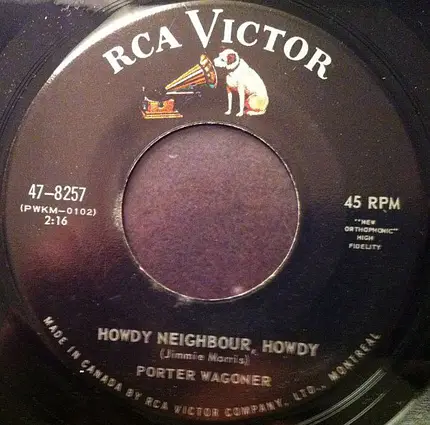 RCA VICTOR
47-8257
(PWKM-0102)
2:16
45 RPM
"NEW
ORTHOPHONIC"
HIGH
FIDELITY
HOWDY NEIGHBOUR, HOWDY
(Jimmie Morris)
PORTER WAGONER
MADE IN CANADA BY RCA VICTOR COMPANY, LTD., MONTREAL